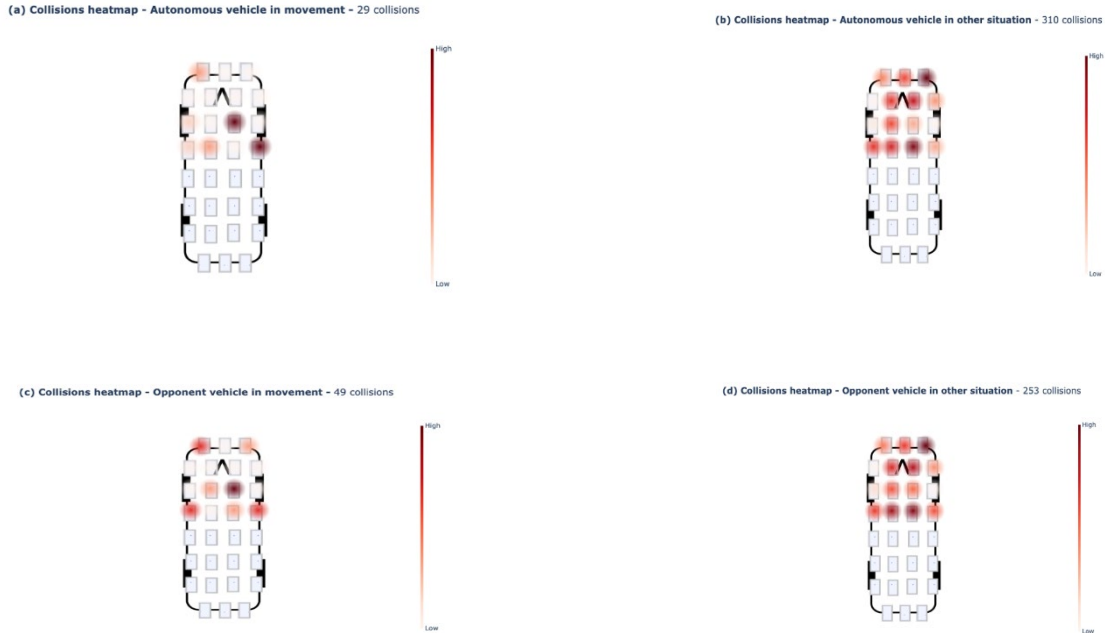 (a) Collisions heatmap - Autonomous vehicle in movement - 29 collisions
High
Low
(b) Collisions heatmap - Autonomous vehicle in other situation - 310 collisions
High
Low
(c) Collisions heatmap - Opponent vehicle in movement - 49 collisions
High
Low
(d) Collisions heatmap - Opponent vehicle in other situation - 253 collisions
High
Low